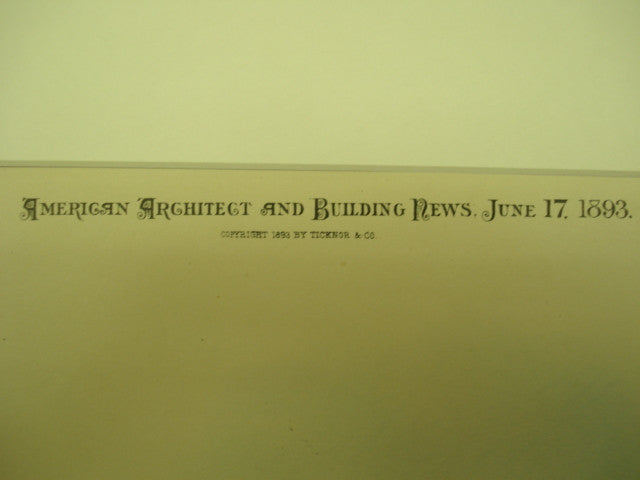 American Architect and Building News. June 17, 1893.
COPYRIGHT 1893 BY TICKNOR & CO.